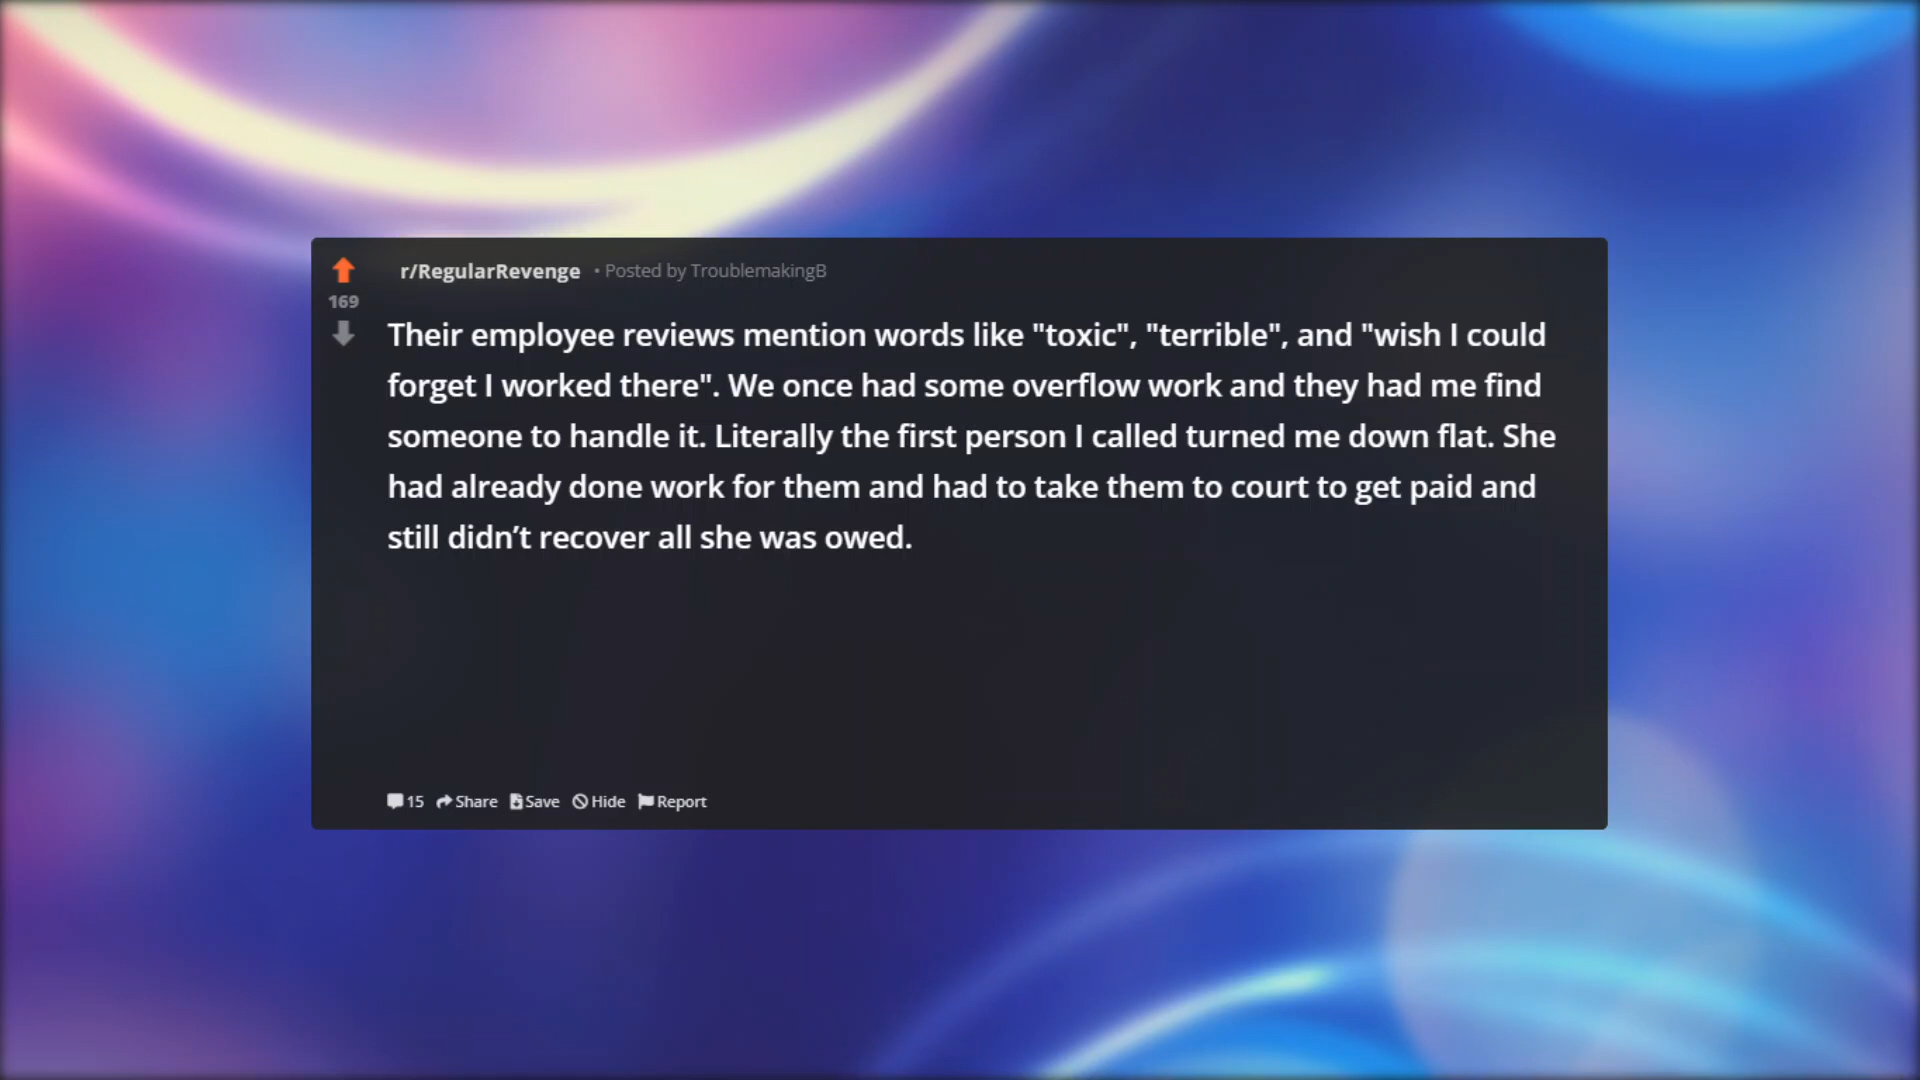 r/RegularRevenge • Posted by TroublemakingB
169
Their employee reviews mention words like "toxic", "terrible", and "wish I could
forget I worked there". We once had some overflow work and they had me find
someone to handle it. Literally the first person I called turned me down flat. She
had already done work for them and had to take them to court to get paid and
still didn’t recover all she was owed.
15 Share Save Hide Report